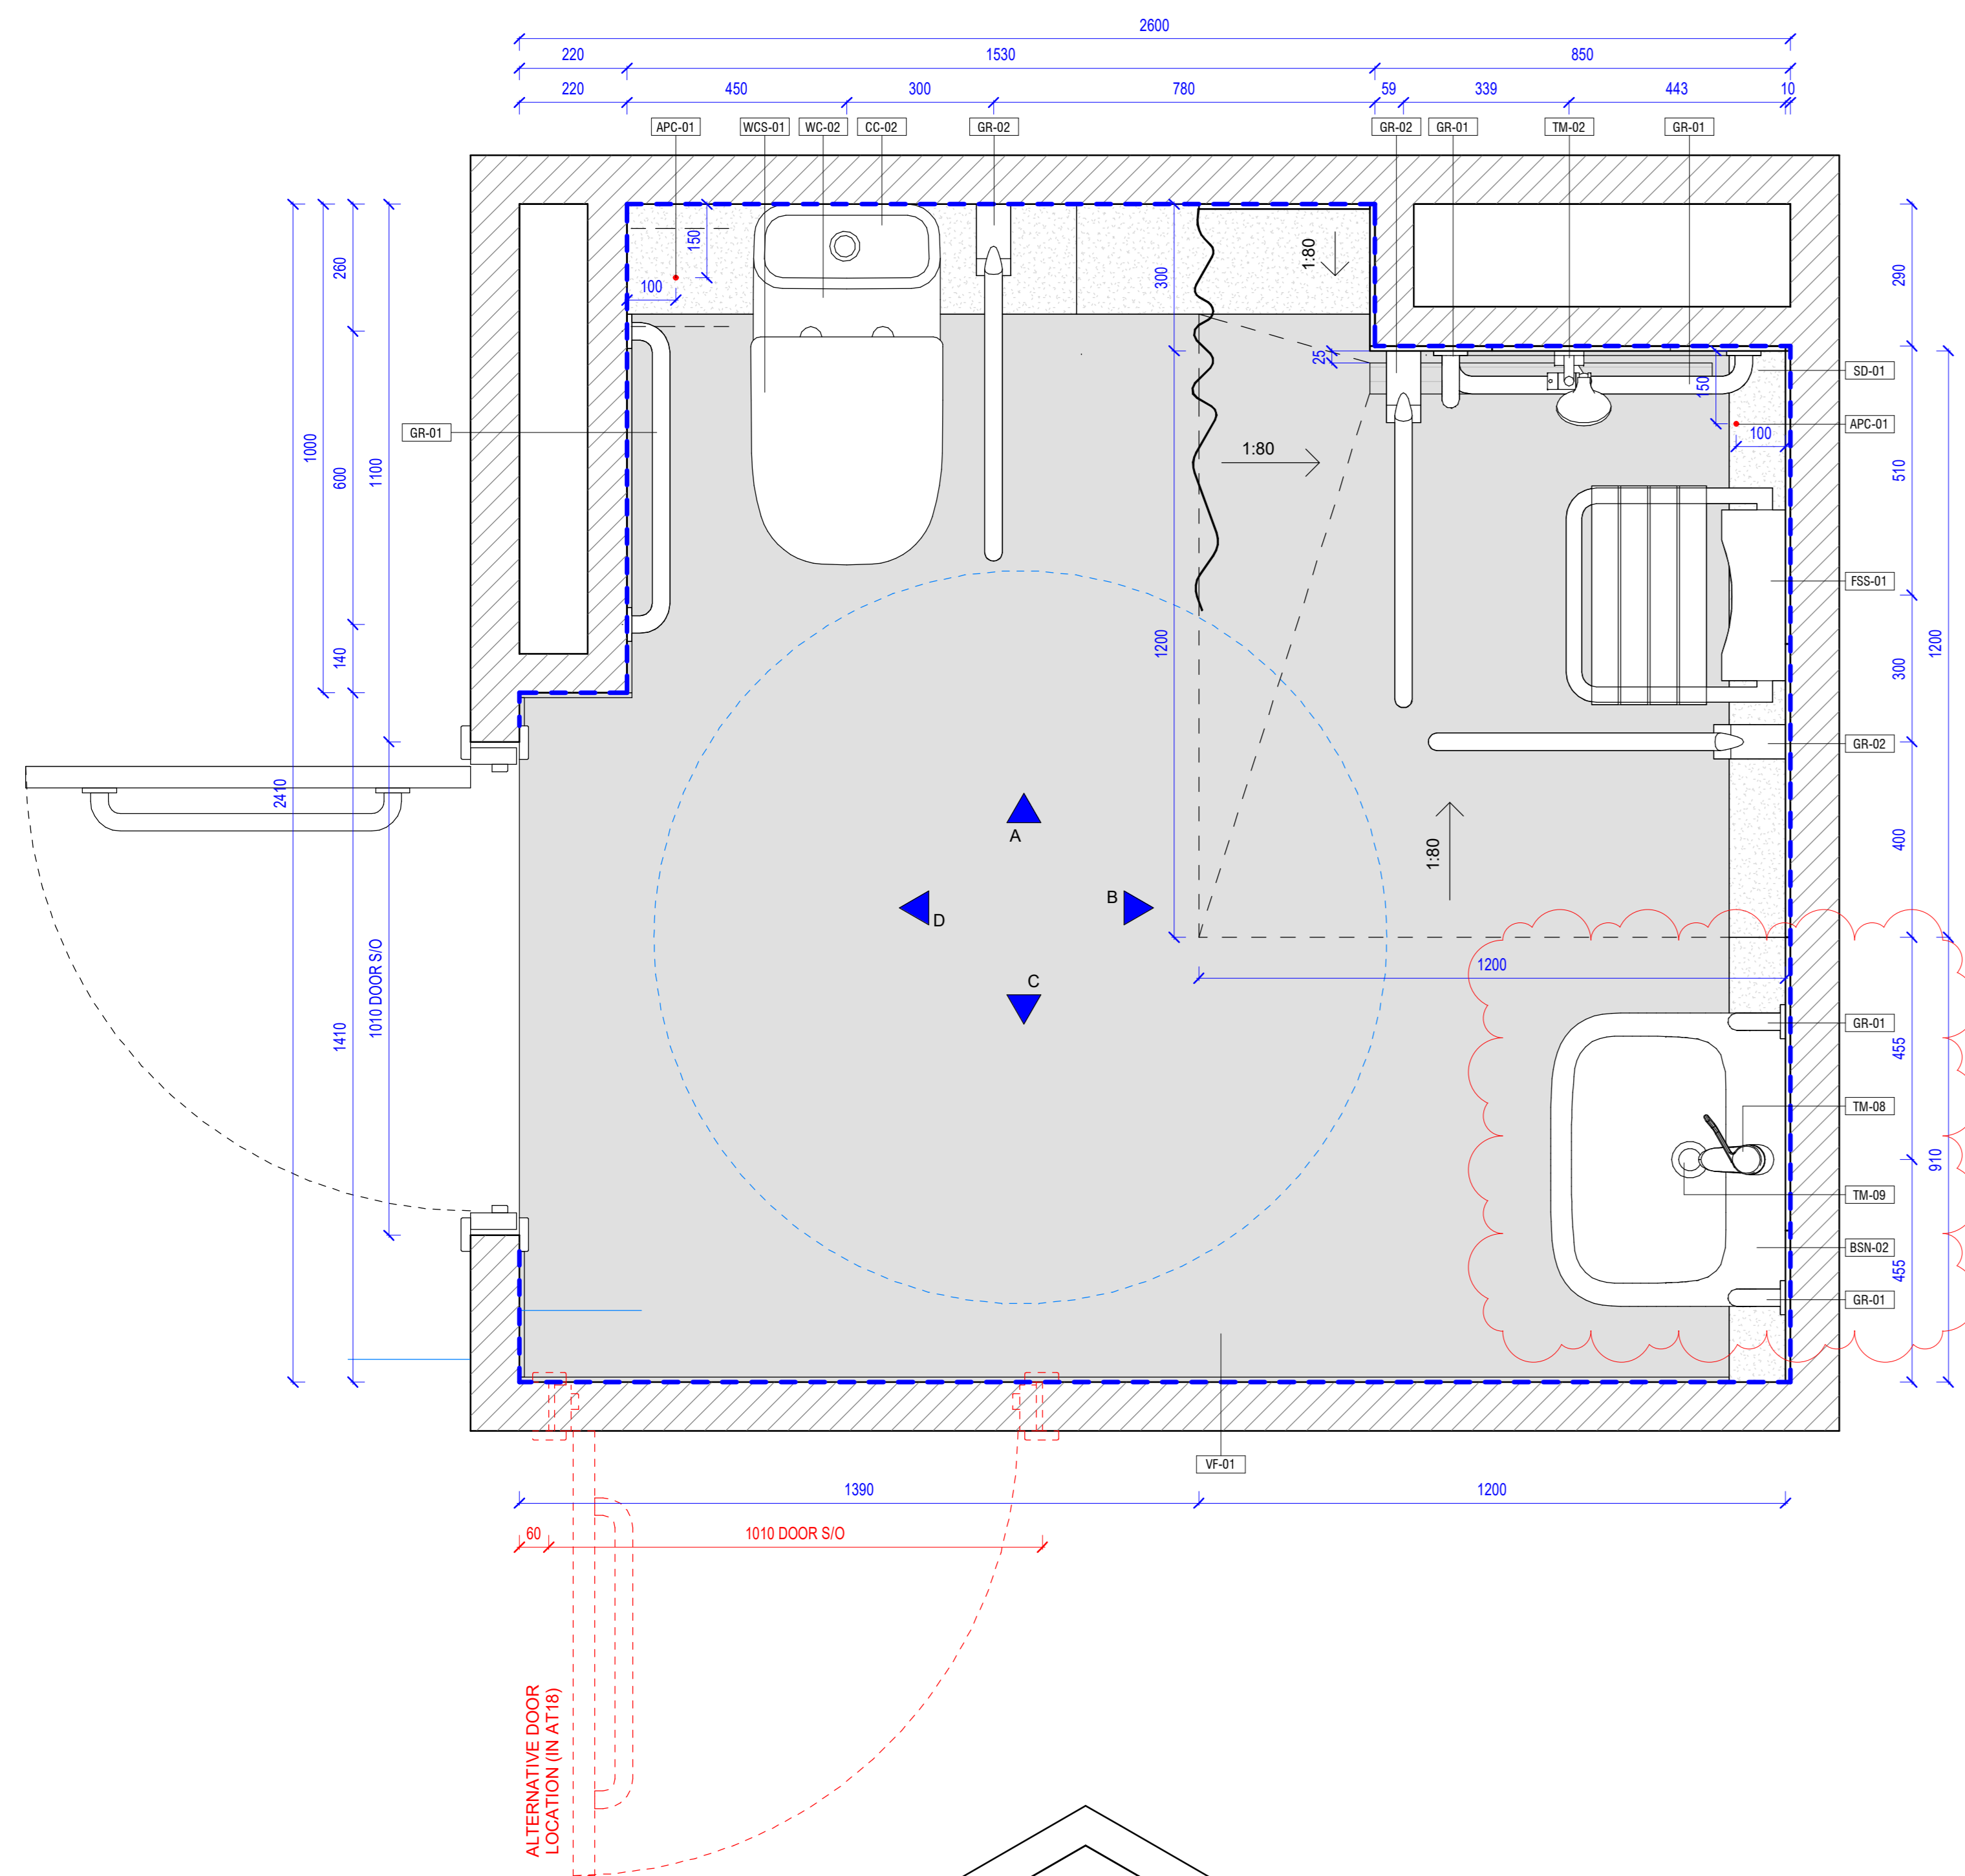 2600
220
1530
850
220
450
300
780
59
339
443
10
APC-01
WCS-01
WC-02
CC-02
GR-02
GR-02
GR-01
TM-02
GR-01
260
150
300
1:80
290
100
25
150
SD-01
APC-01
100
1000
600
1100
GR-01
1:80
510
FSS-01
140
1200
300
1200
GR-02
2410
A
1:80
400
B
D
1010 DOOR S/O
C
1200
1410
GR-01
455
TM-08
910
TM-09
BSN-02
455
GR-01
VF-01
1390
1200
60
1010 DOOR S/O
ALTERNATIVE DOOR
LOCATION (IN AT18)